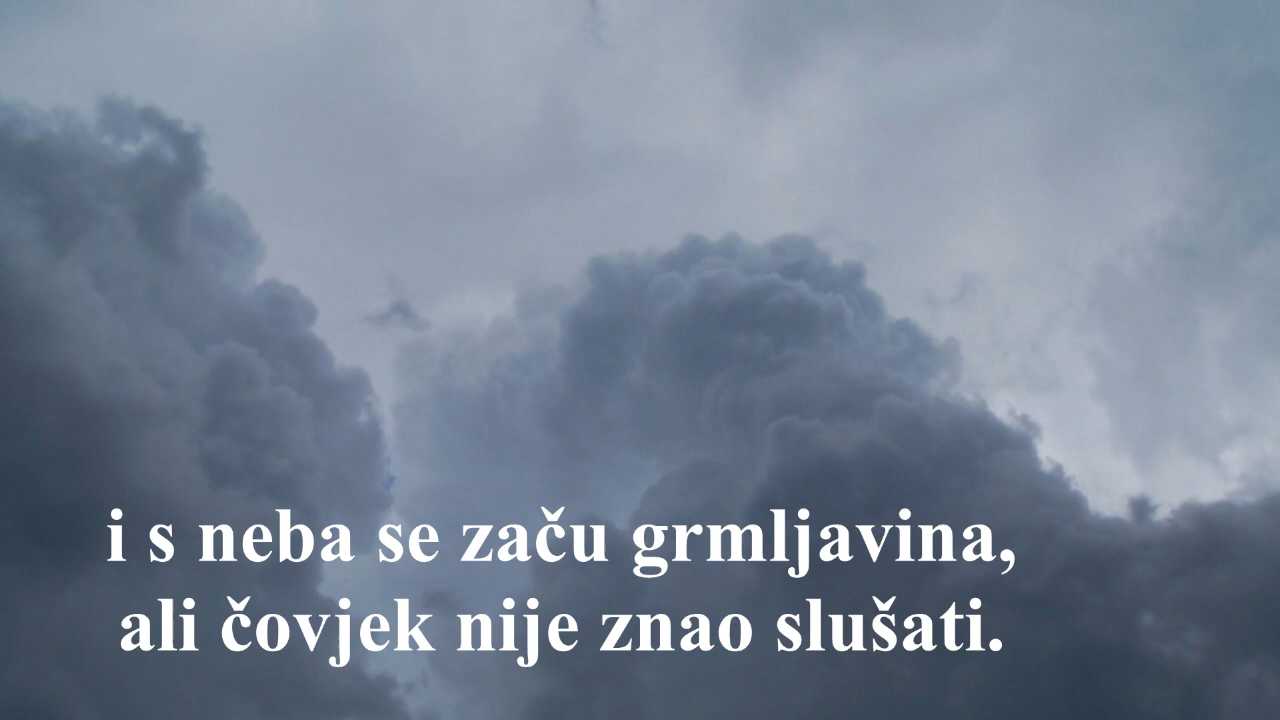 i s neba se začu grmljavina,
ali čovjek nije znao slušati.